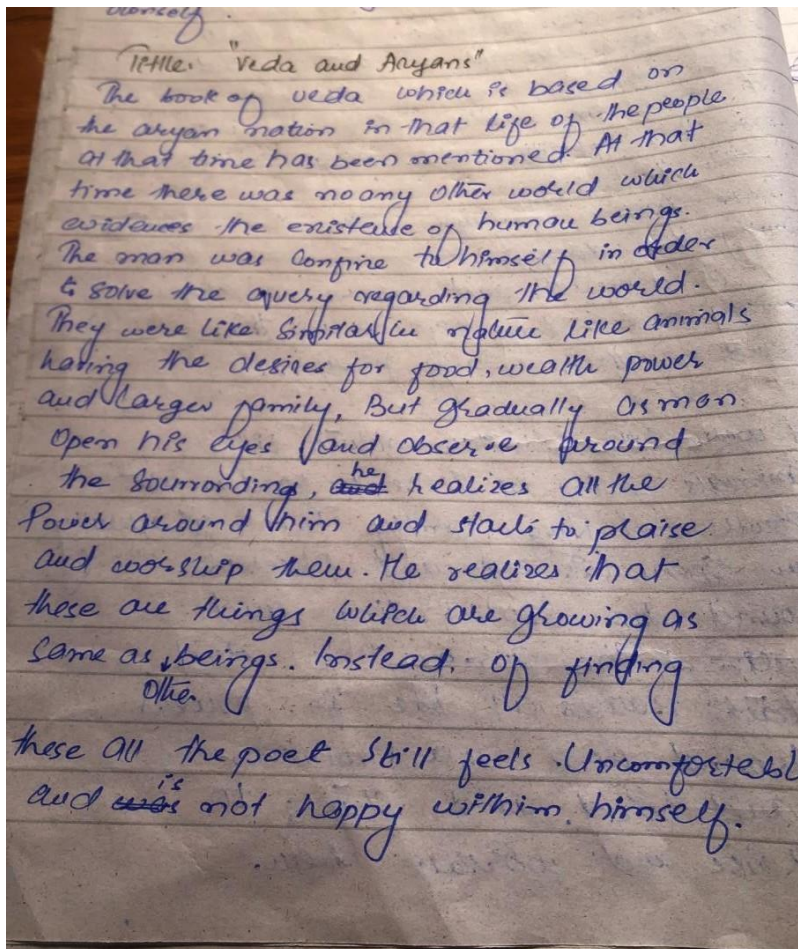 himself.
Tittle. "Veda and Aryans"
The book of veda which is based on
the aryan nation in that life of the people
at that time has been mentioned. At that
time there was no any other world which
evidences the existence of human beings.
The man was confine to himself in order
to solve the query regarding the world.
They were like similar in nature like animals
having the desires for food, wealth power
and larger family, But gradually as man
Open his eyes and observe around
the sourrondings, he realizes all the
Power around him and starts to praise
and worship them. He realizes that
these are things which are growing as
same as other beings. Instead. of finding
these all the poet still feels Uncomfortabl
and is not happy withim himself.